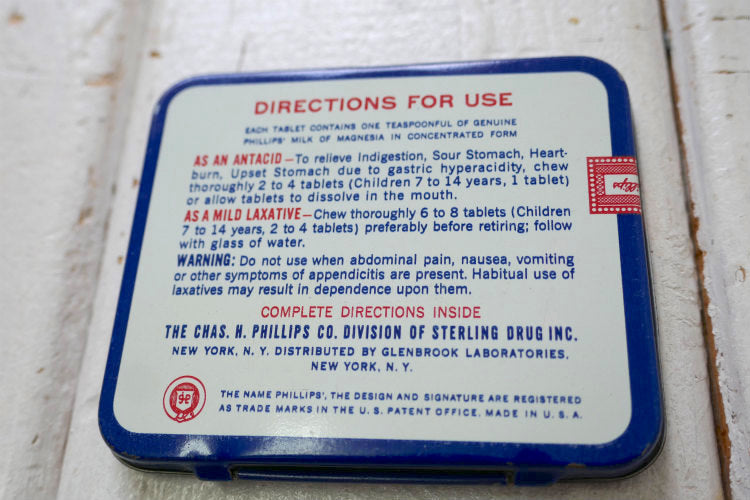 DIRECTIONS FOR USE
EACH TABLET CONTAINS ONE TEASPOONFUL OF GENUINE
PHILLIPS' MILK OF MAGNESIA IN CONCENTRATED FORM
AS AN ANTACID—To relieve Indigestion, Sour Stomach, Heart-
burn, Upset Stomach due to gastric hyperacidity, chew
thoroughly 2 to 4 tablets (Children 7 to 14 years, 1 tablet)
or allow tablets to dissolve in the mouth.
AS A MILD LAXATIVE—Chew thoroughly 6 to 8 tablets (Children
7 to 14 years, 2 to 4 tablets) preferably before retiring; follow
with glass of water.
WARNING: Do not use when abdominal pain, nausea, vomiting
or other symptoms of appendicitis are present. Habitual use of
laxatives may result in dependence upon them.
COMPLETE DIRECTIONS INSIDE
THE CHAS. H. PHILLIPS CO. DIVISION OF STERLING DRUG INC.
NEW YORK, N. Y. DISTRIBUTED BY GLENBROOK LABORATORIES,
NEW YORK, N. Y.
THE NAME PHILLIPS', THE DESIGN AND SIGNATURE ARE REGISTERED
AS TRADE MARKS IN THE U. S. PATENT OFFICE. MADE IN U. S. A.